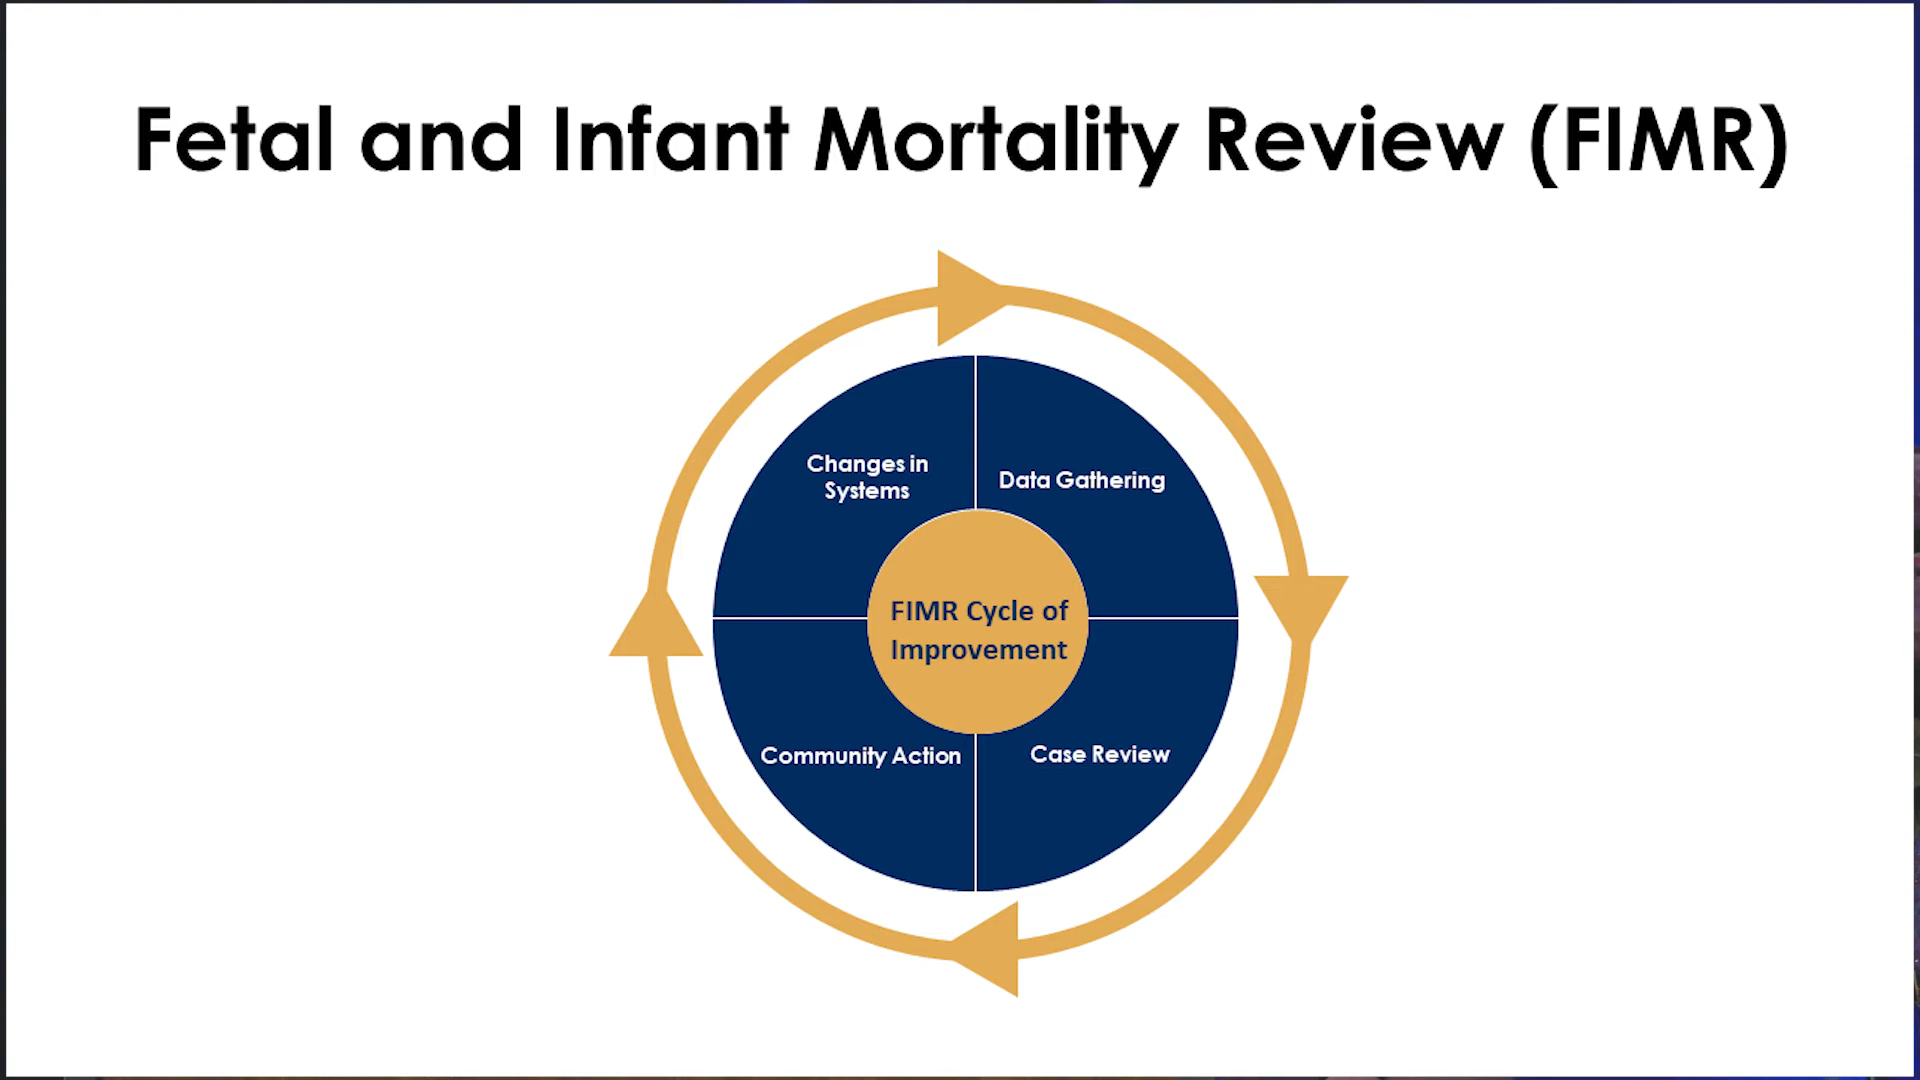 Fetal and Infant Mortality Review (FIMR)
Changes in
Systems
Data Gathering
FIMR Cycle of
Improvement
Community Action
Case Review